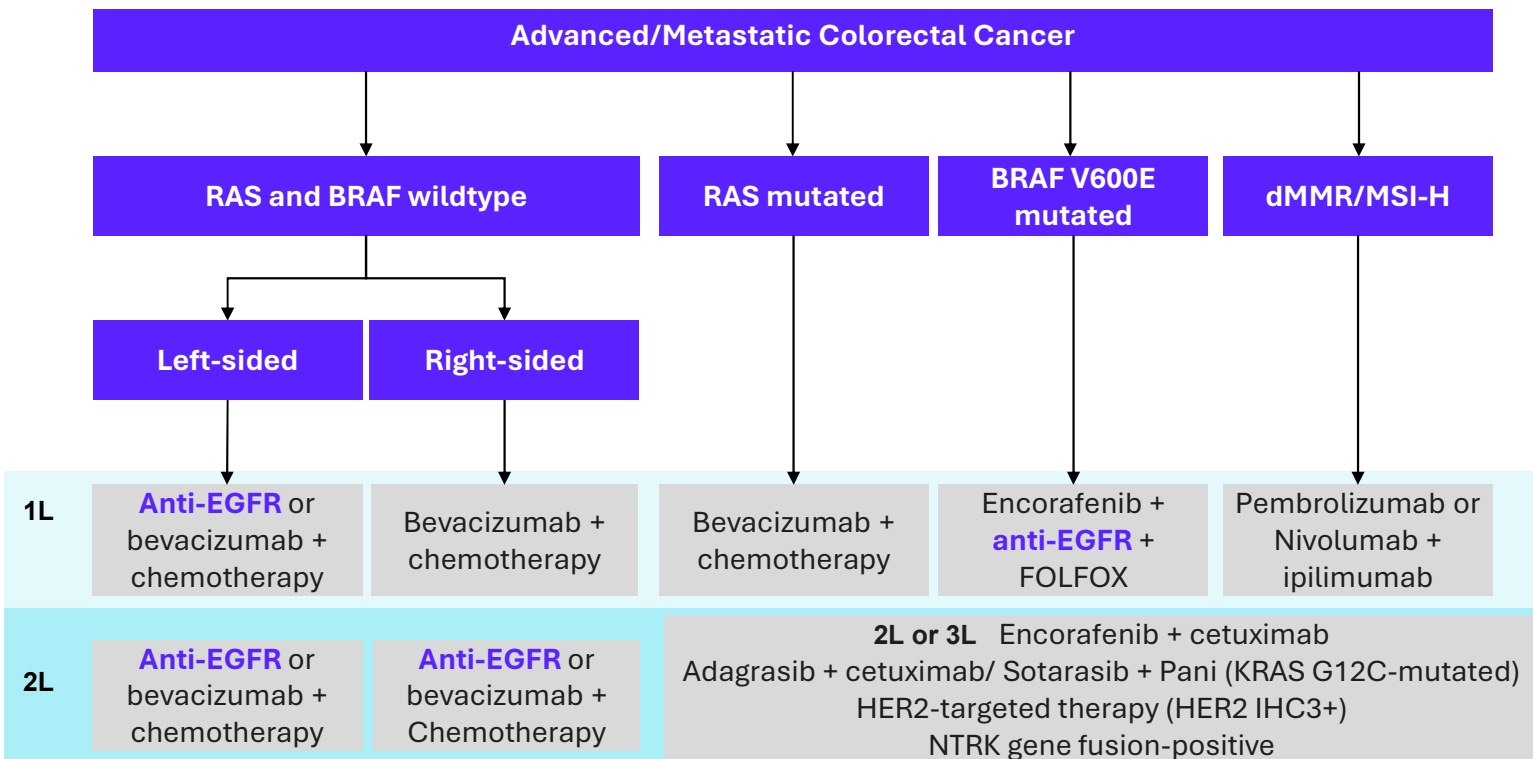 Advanced/Metastatic Colorectal Cancer
RAS and BRAF wildtype
RAS mutated
BRAF V600E
mutated
dMMR/MSI-H
Left-sided
Right-sided
1L
Anti-EGFR or
bevacizumab +
chemotherapy
Bevacizumab +
chemotherapy
Bevacizumab +
chemotherapy
Encorafenib +
anti-EGFR +
FOLFOX
Pembrolizumab or
Nivolumab +
ipilimumab
2L
Anti-EGFR or
bevacizumab +
chemotherapy
Anti-EGFR or
bevacizumab +
Chemotherapy
2L or 3L Encorafenib + cetuximab
Adagrasib + cetuximab/ Sotarasib + Pani (KRAS G12C-mutated)
HER2-targeted therapy (HER2 IHC3+)
NTRK gene fusion-positive